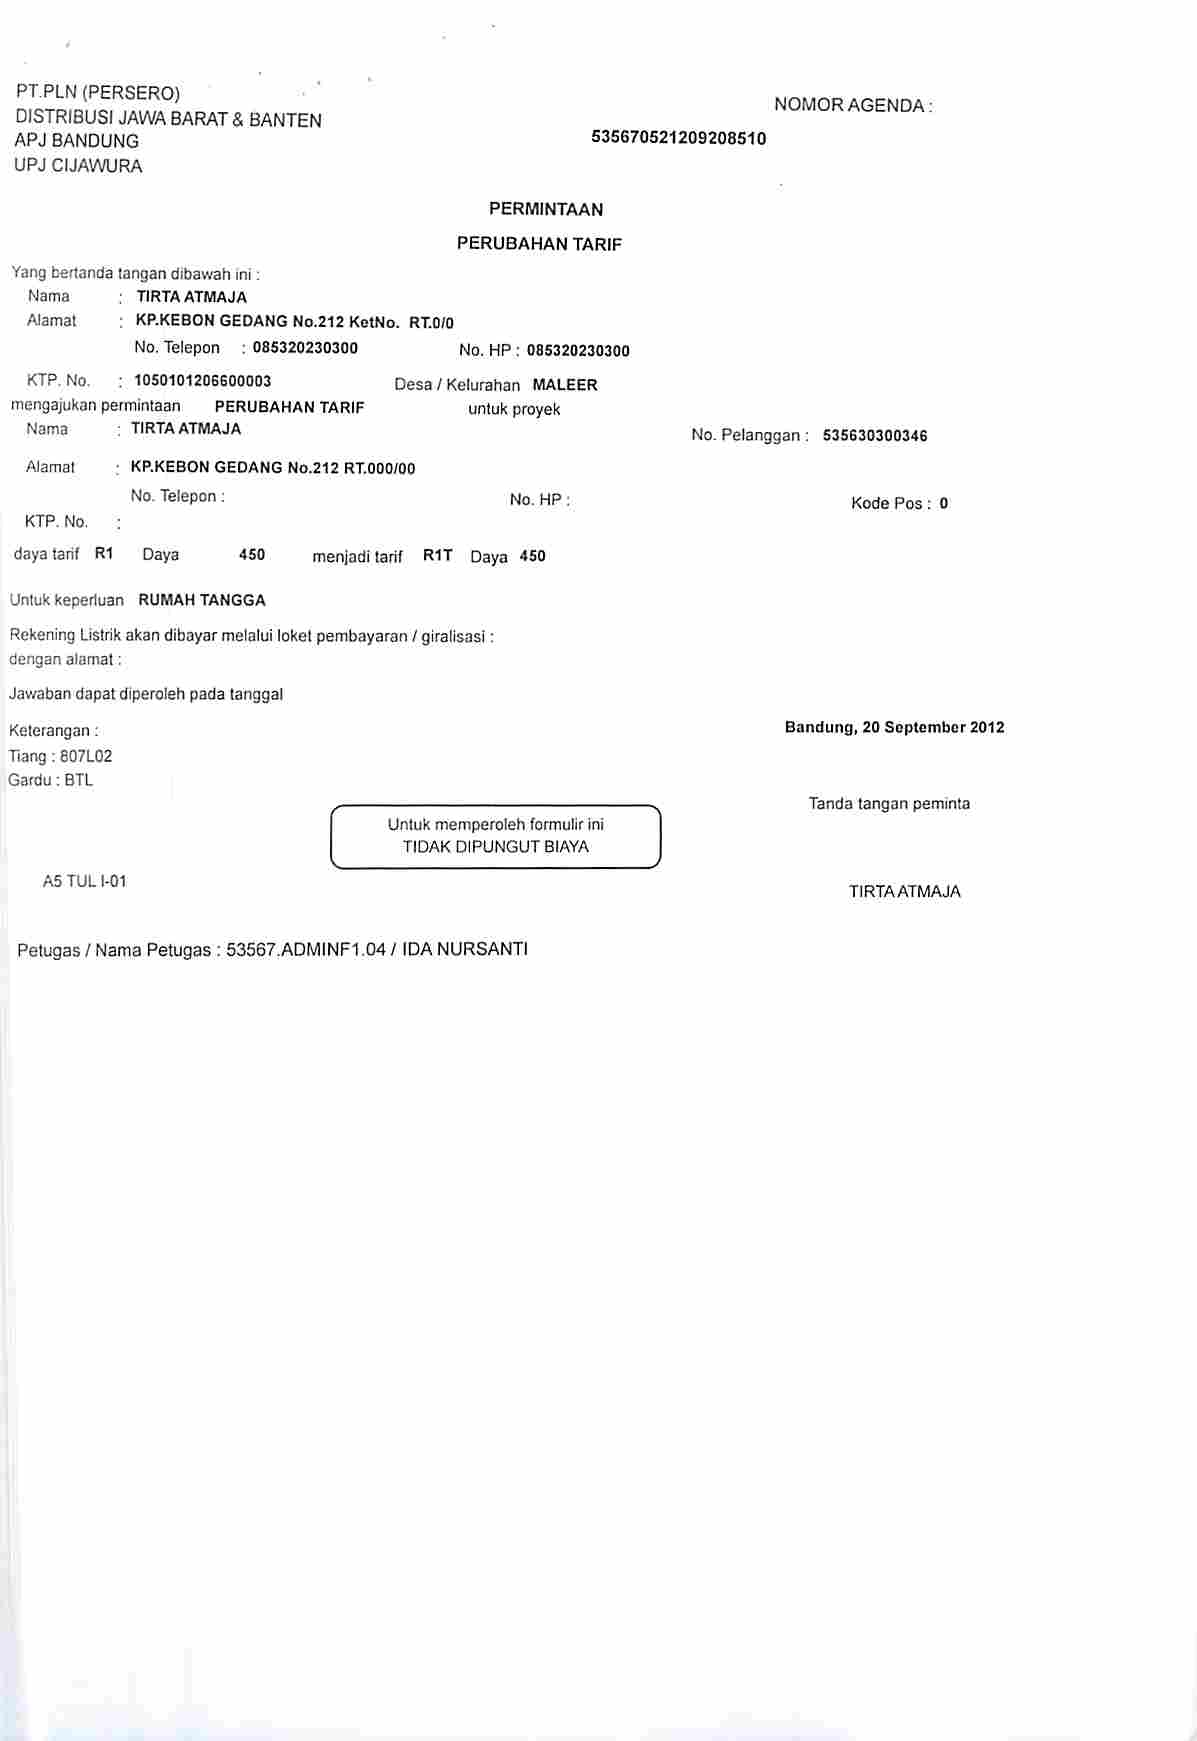 PT.PLN (PERSERO)
DISTRIBUSI JAWA BARAT & BANTEN
APJ BANDUNG
UPJ CIJAWURA
NOMOR AGENDA :
535670521209208510
PERMINTAAN
PERUBAHAN TARIF
Yang bertanda tangan dibawah ini :
Nama : TIRTA ATMAJA
Alamat : KP.KEBON GEDANG No.212 KetNo. RT.0/0
No. Telepon : 085320230300 No. HP : 085320230300
KTP. No. : 1050101206600003 Desa / Kelurahan MALEER
mengajukan permintaan PERUBAHAN TARIF untuk proyek
Nama : TIRTA ATMAJA No. Pelanggan : 535630300346
Alamat : KP.KEBON GEDANG No.212 RT.000/00
No. Telepon : No. HP : Kode Pos : 0
KTP. No. :
daya tarif R1 Daya 450 menjadi tarif R1T Daya 450
Untuk keperluan RUMAH TANGGA
Rekening Listrik akan dibayar melalui loket pembayaran / giralisasi :
dengan alamat :
Jawaban dapat diperoleh pada tanggal
Keterangan :
Tiang : 807L02
Gardu : BTL
Bandung, 20 September 2012
Tanda tangan peminta
Untuk memperoleh formulir ini
TIDAK DIPUNGUT BIAYA
A5 TUL I-01
TIRTA ATMAJA
Petugas / Nama Petugas : 53567.ADMINF1.04 / IDA NURSANTI